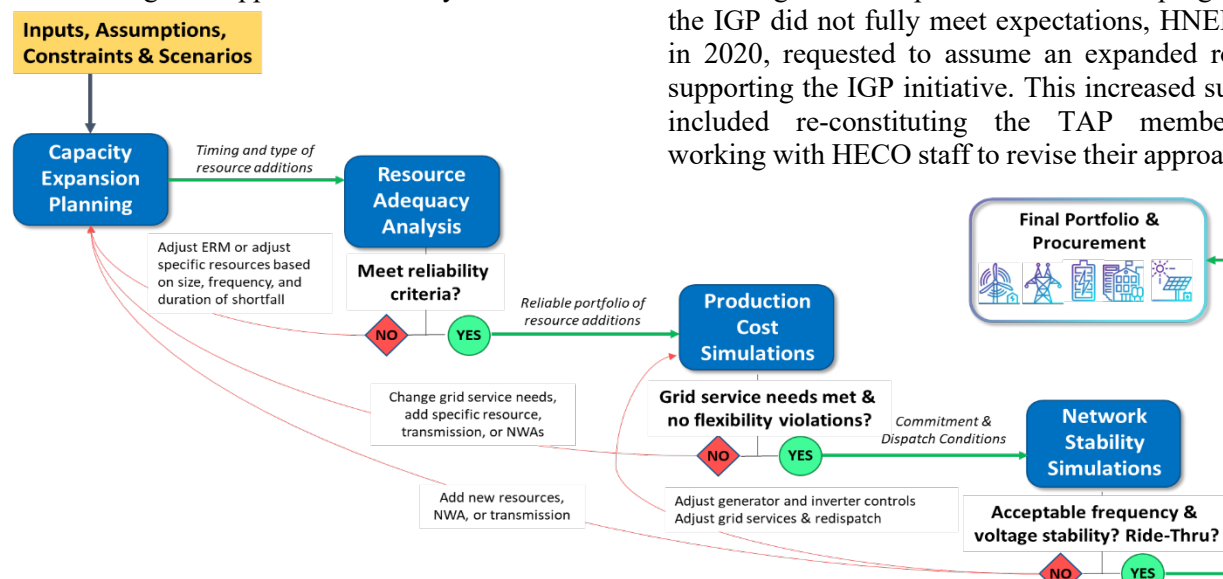 the IGP did not fully meet expectations,
in 2020, requested to assume an expanded
supporting the IGP initiative. This increased
included re-constituting the TAP
working with HECO staff to revise their
Inputs, Assumptions,
Constraints & Scenarios
Capacity
Expansion
Planning
Timing and type of
resource additions
Resource
Adequacy
Analysis
Adjust ERM or adjust
specific resources based
on size, frequency, and
duration of shortfall
Meet reliability
criteria?
NO
YES
Reliable portfolio of
resource additions
Production
Cost
Simulations
Final Portfolio &
Procurement
Change grid service needs,
add specific resource,
transmission, or NWAs
Grid service needs met &
no flexibility violations?
NO
YES
Commitment &
Dispatch Conditions
Network
Stability
Simulations
Add new resources,
NWA, or transmission
Adjust generator and inverter controls
Adjust grid services & redispatch
Acceptable frequency &
voltage stability? Ride-Thru?
NO
YES